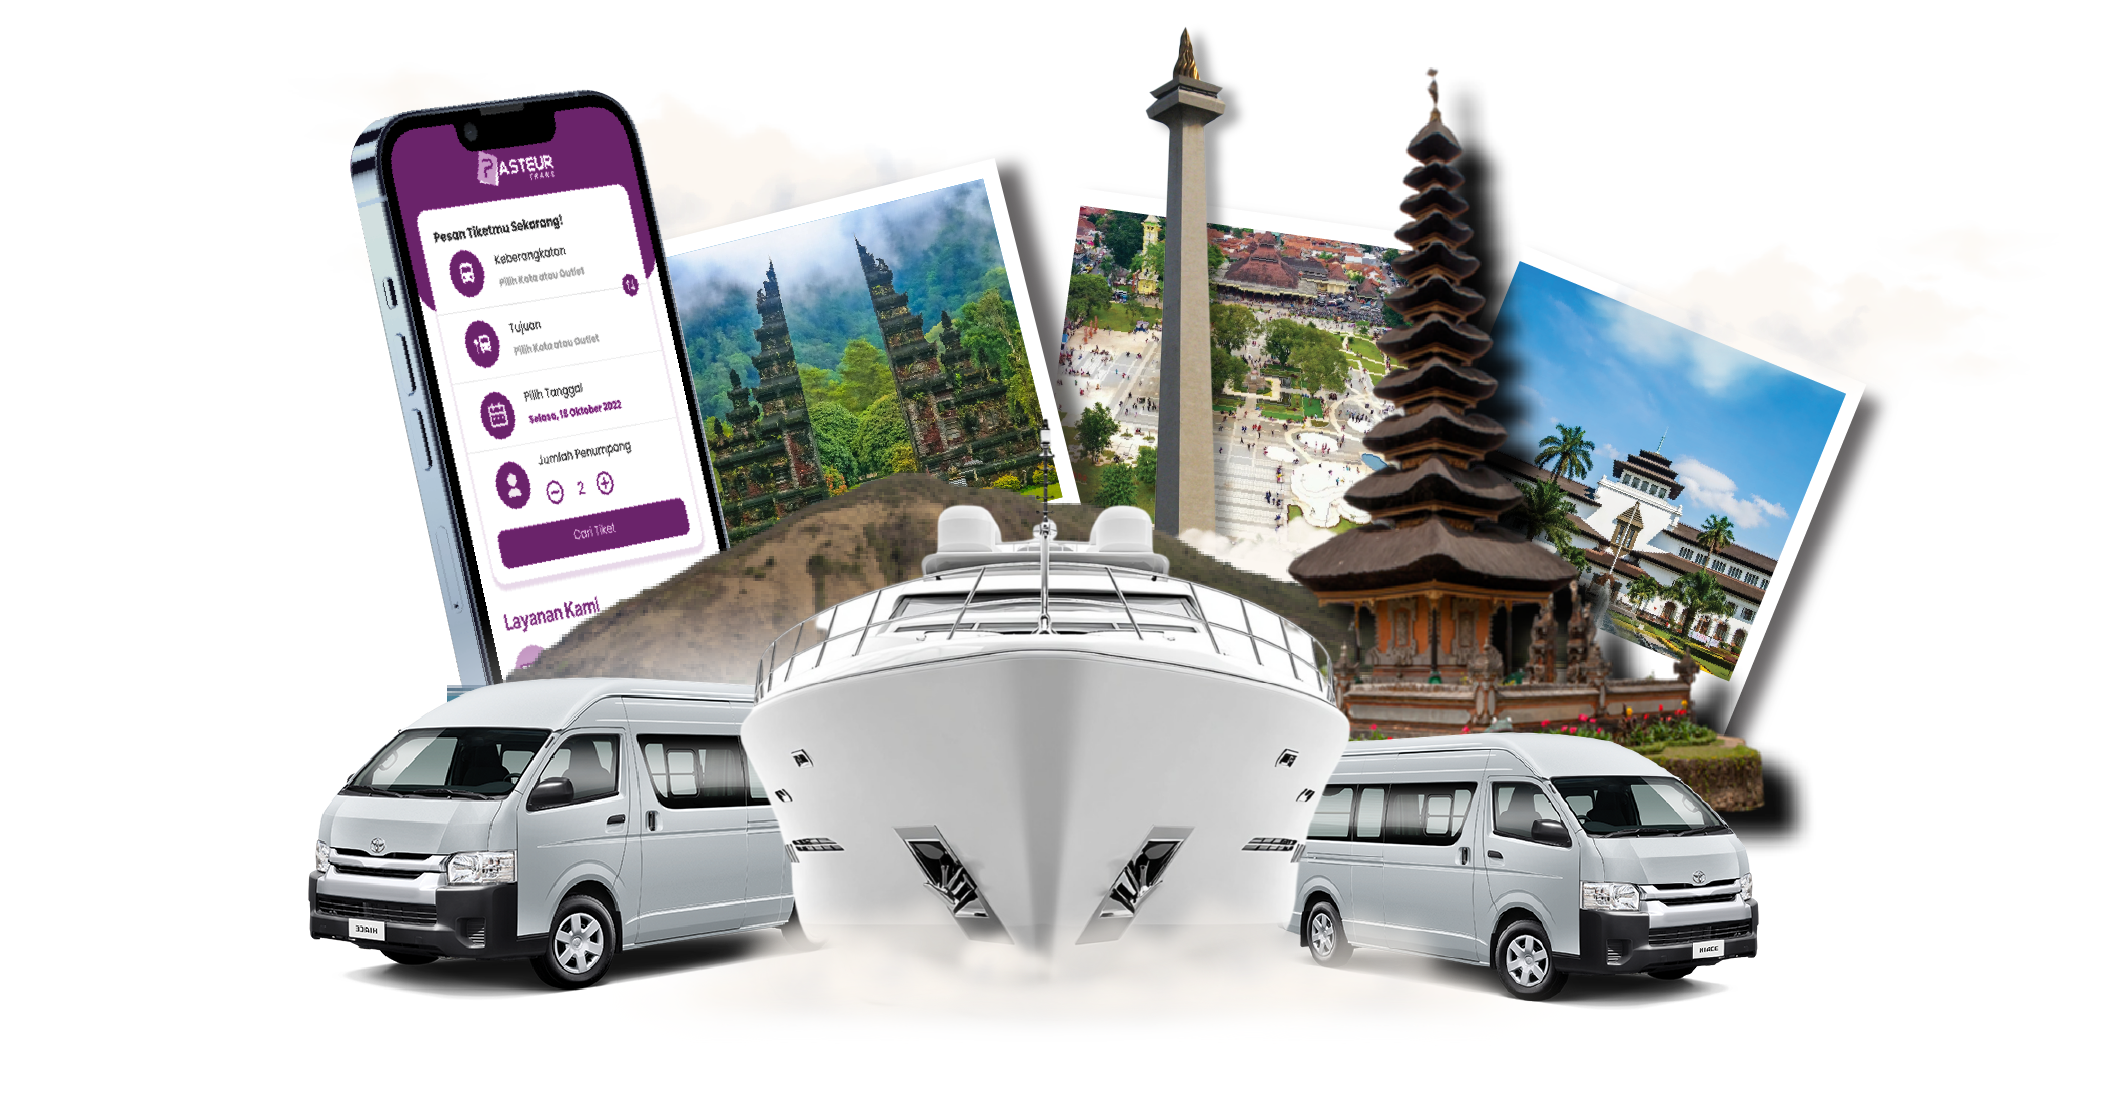 PASTEUR
TRANS
Pesan Tiketmu Sekarang!
Keberangkatan
Pilih Kota atau Outlet
Tujuan
Pilih Kota atau Outlet
Pilih Tanggal
Selasa, 18 Oktober 2022
Jumlah Penumpang
2
Cari Tiket
Layanan Kami
HIACE
HIACE